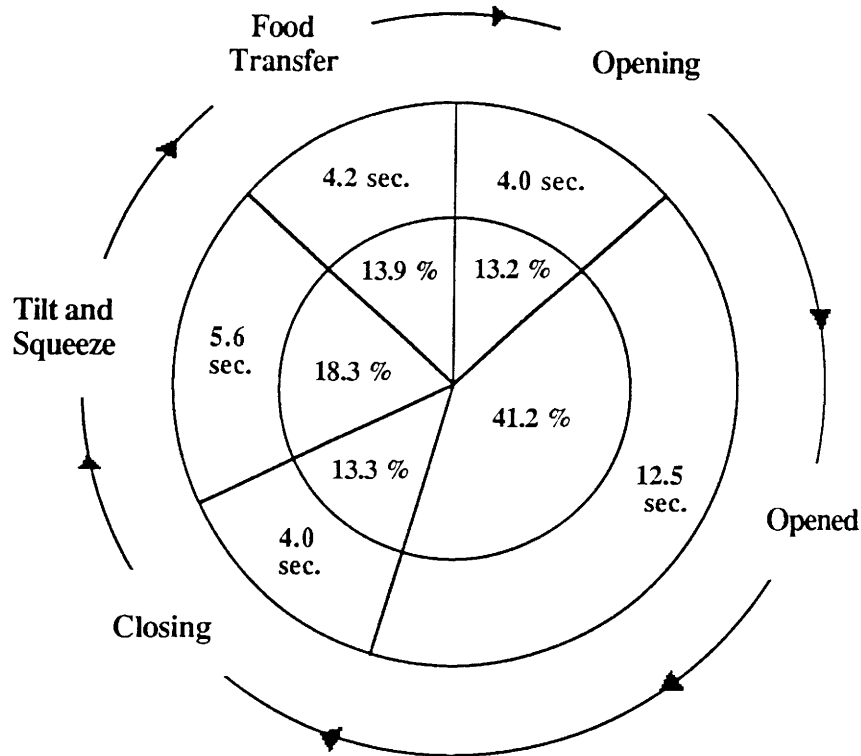 Food
Transfer
Opening
4.2 sec.
4.0 sec.
13.9 %
13.2 %
Tilt and
Squeeze
5.6
sec.
18.3 %
41.2 %
13.3 %
12.5
sec.
Opened
4.0
sec.
Closing